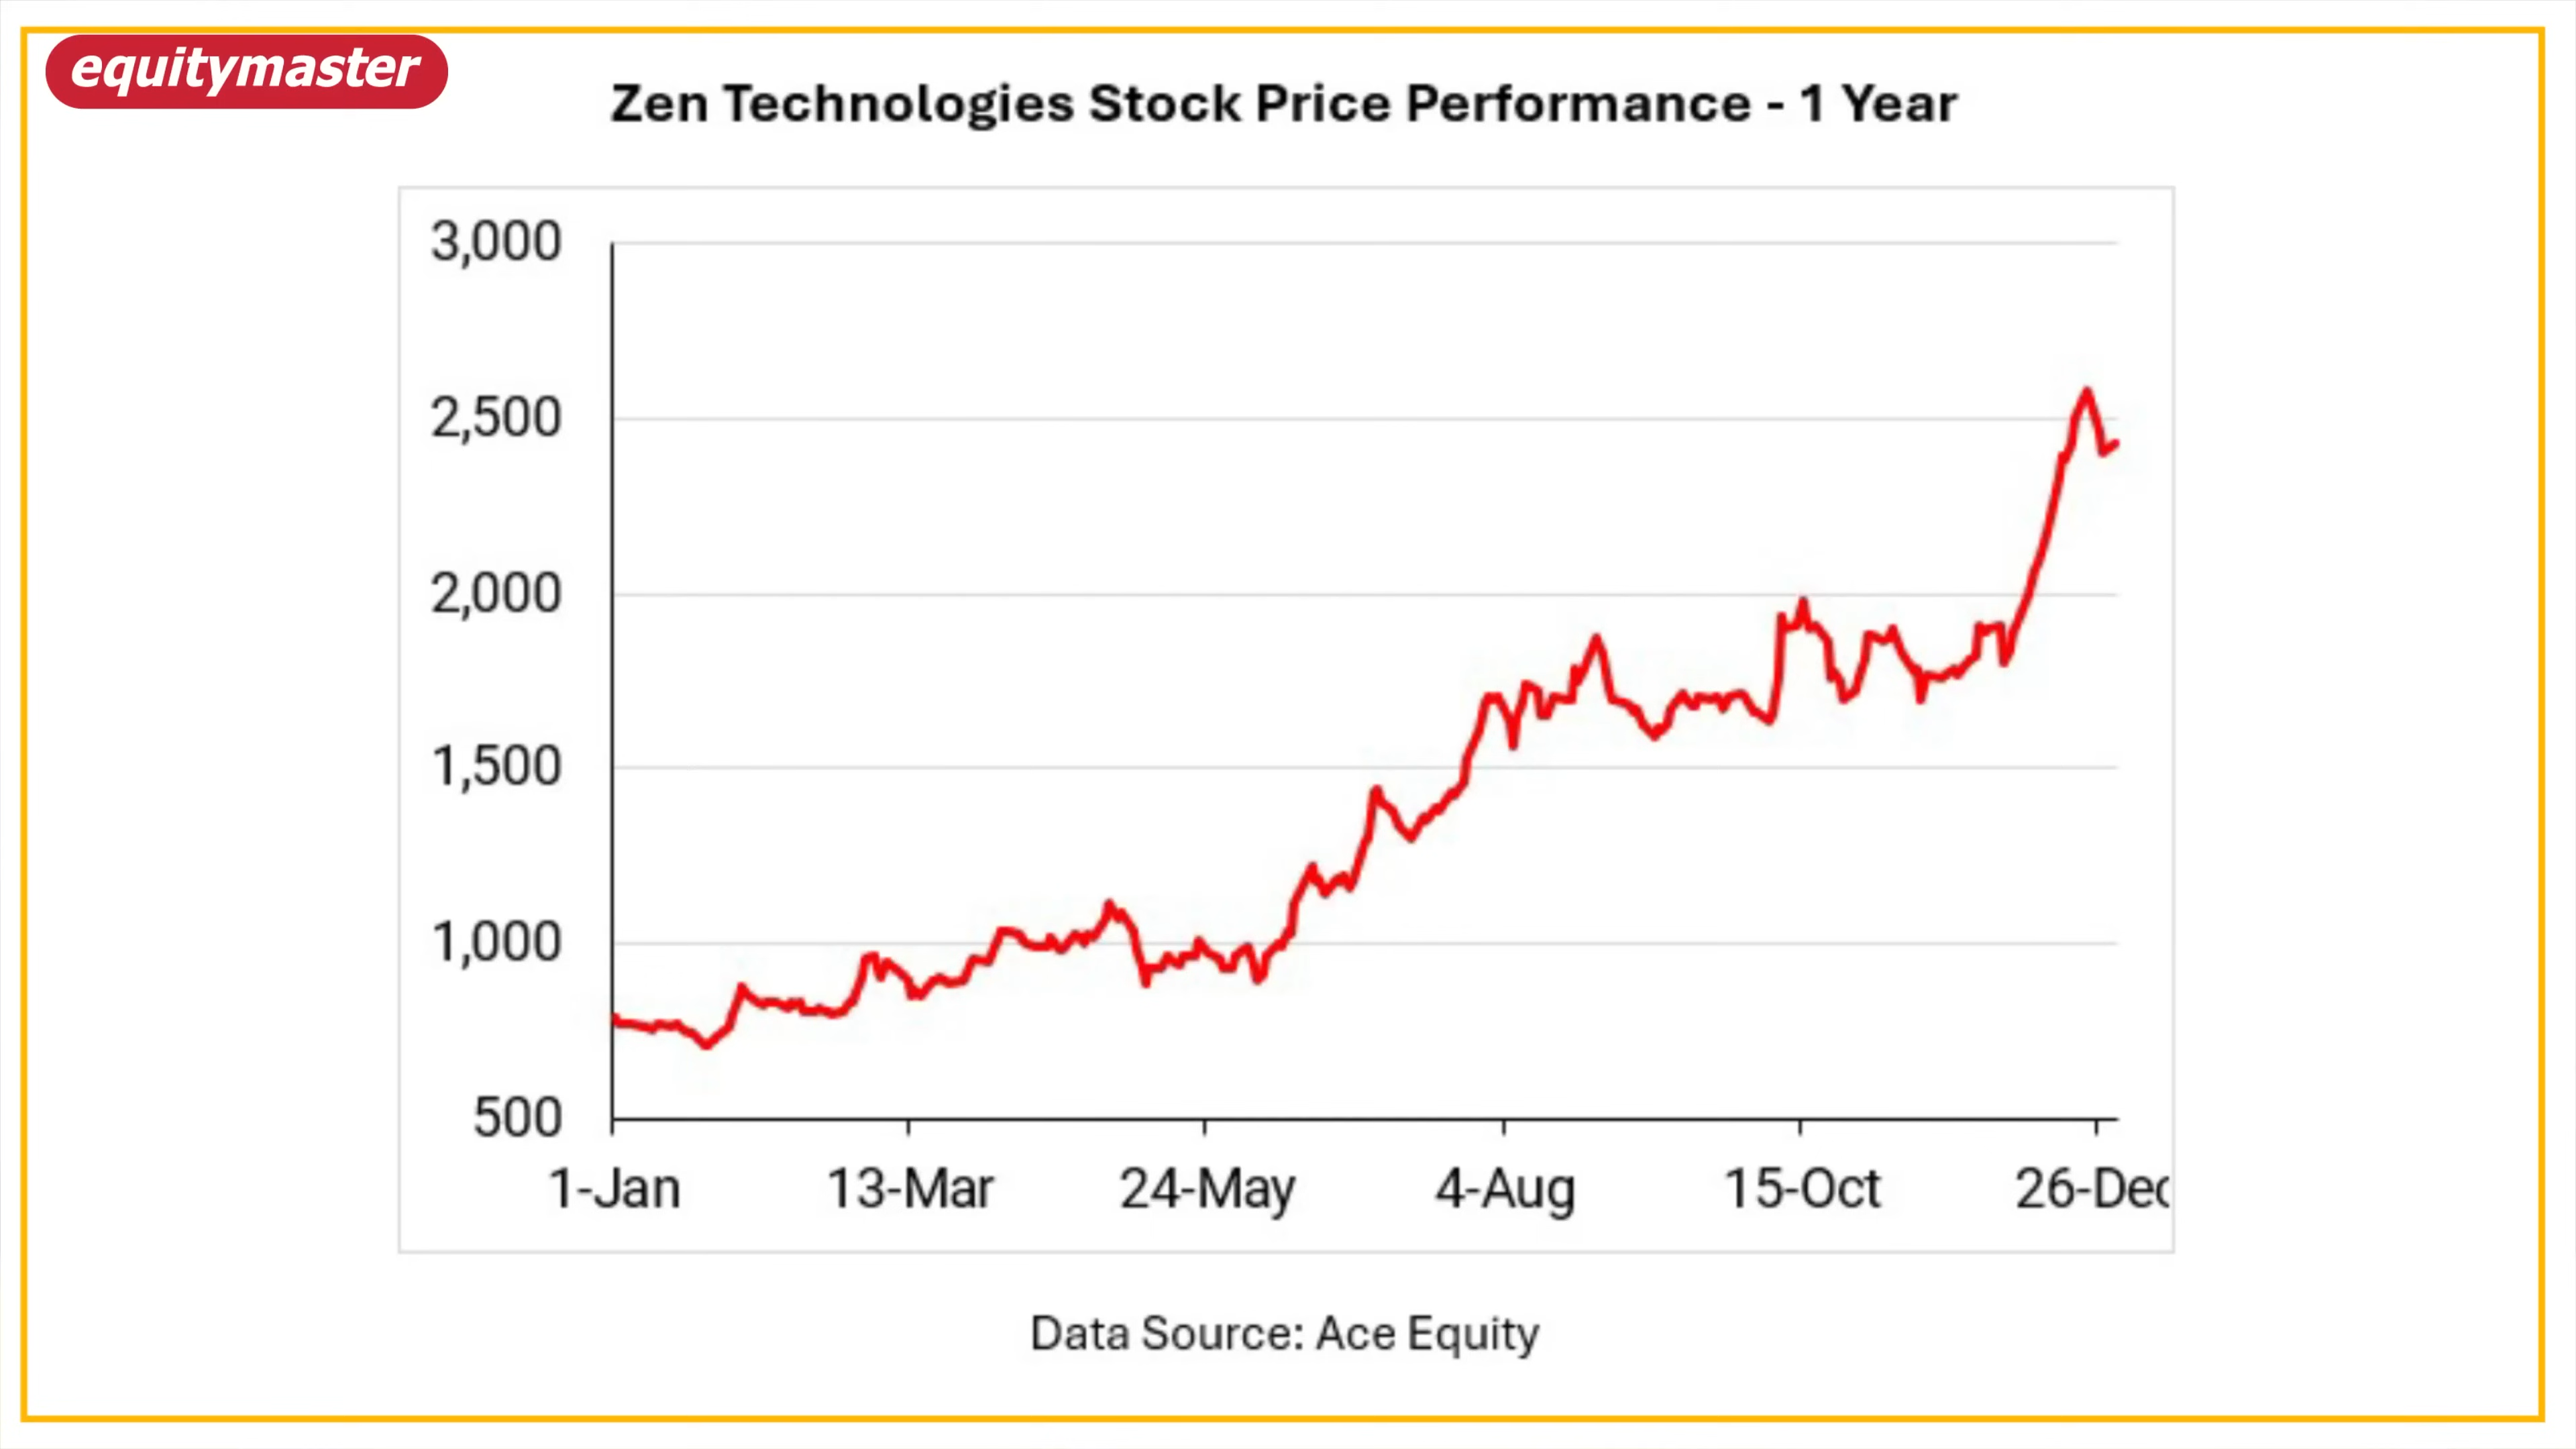 equitymaster
Zen Technologies Stock Price Performance - 1 Year
3,000
2,500
2,000
1,500
1,000
500
1-Jan 13-Mar 24-May 4-Aug 15-Oct 26-Dec
Data Source: Ace Equity